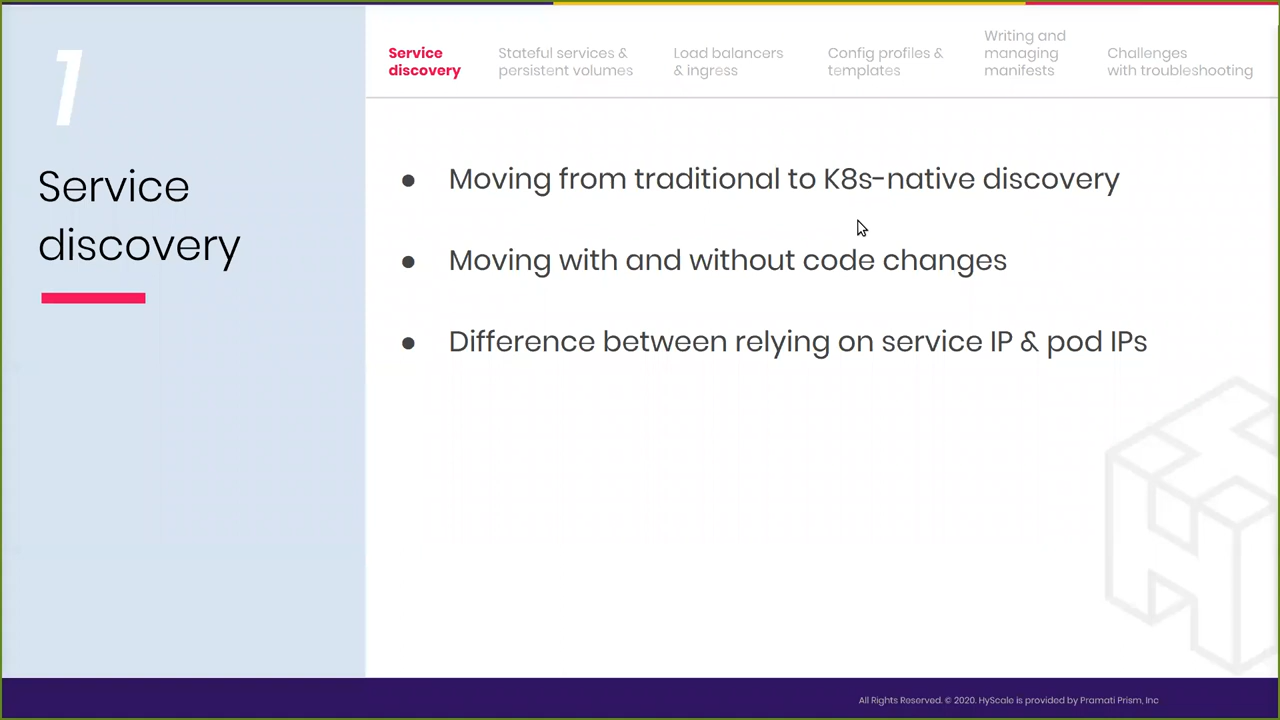 1
Service
discovery
Service
discovery
Stateful services &
persistent volumes
Load balancers
& ingress
Config profiles &
templates
Writing and
managing
manifests
Challenges
with troubleshooting
● Moving from traditional to K8s-native discovery
● Moving with and without code changes
● Difference between relying on service IP & pod IPs
All Rights Reserved. © 2020. HyScale is provided by Pramati Prism, Inc